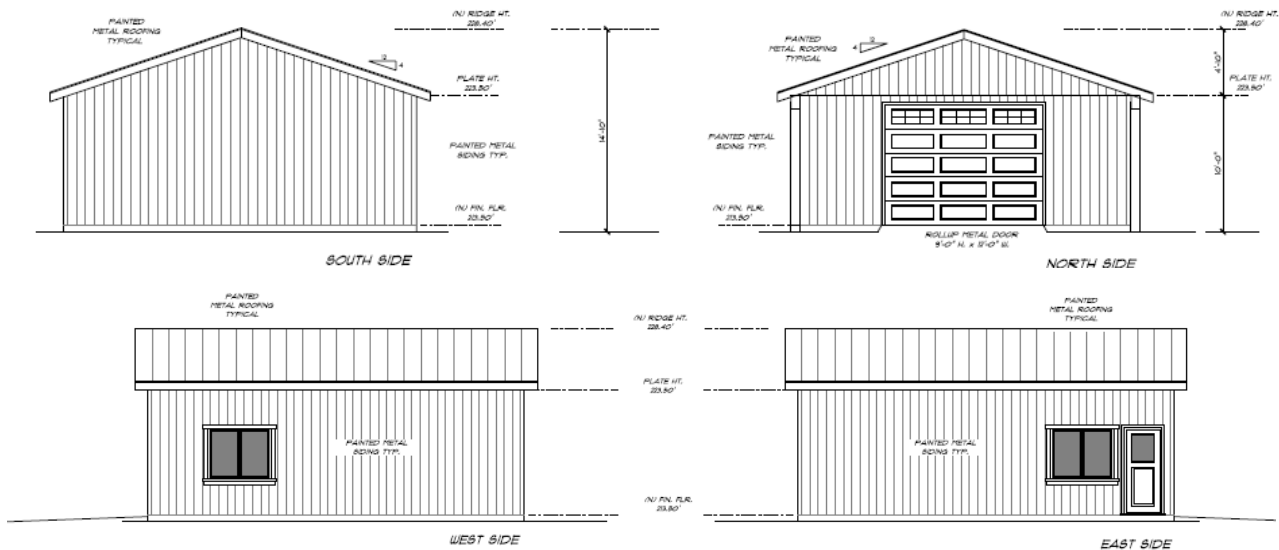 PAINTED
METAL ROOFING
TYPICAL
12
4
(N) RIDGE HT.
228.40'
PLATE HT.
223.50'
14'-10"
PAINTED METAL
SIDING TYP.
(N) FIN. FLR.
213.50'
SOUTH SIDE
PAINTED
METAL ROOFING
TYPICAL
12
4
(N) RIDGE HT.
228.40'
4'-10"
PLATE HT.
223.50'
PAINTED METAL
SIDING TYP.
10'-0"
(N) FIN. FLR.
213.50'
ROLLUP METAL DOOR
NORTH SIDE
PAINTED
METAL ROOFING
TYPICAL
(N) RIDGE HT.
228.40'
PLATE HT.
223.50'
PAINTED METAL
SIDING TYP.
(N) FIN. FLR.
213.50'
WEST SIDE
PAINTED
METAL ROOFING
TYPICAL
PAINTED METAL
SIDING TYP.
EAST SIDE